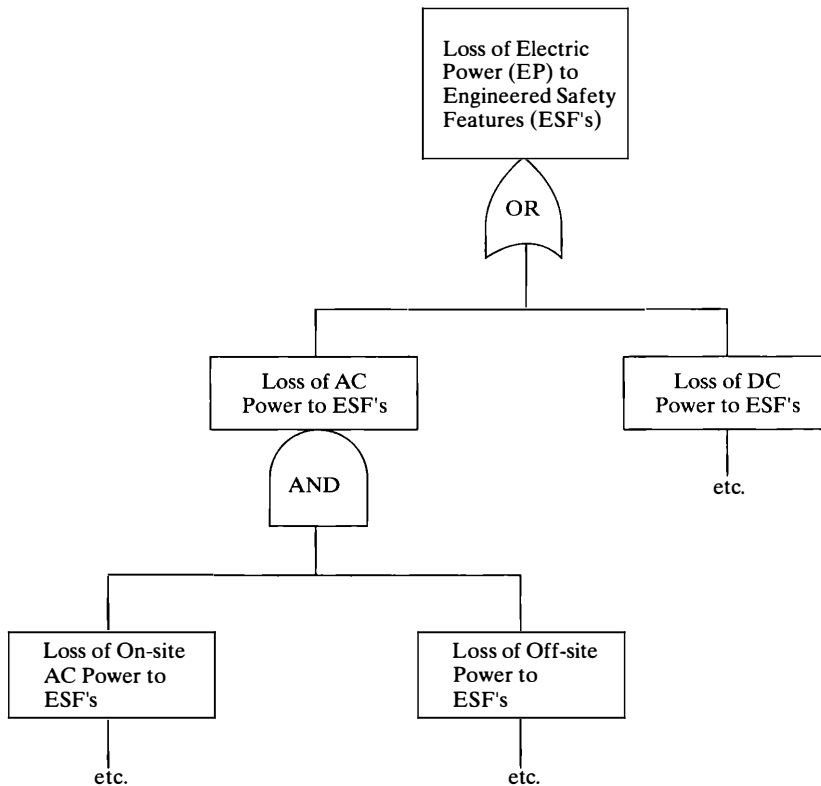 Loss of Electric
Power (EP) to
Engineered Safety
Features (ESF's)
OR
Loss of AC
Power to ESF's
Loss of DC
Power to ESF's
etc.
AND
Loss of On-site
AC Power to
ESF's
Loss of Off-site
Power to
ESF's
etc.
etc.